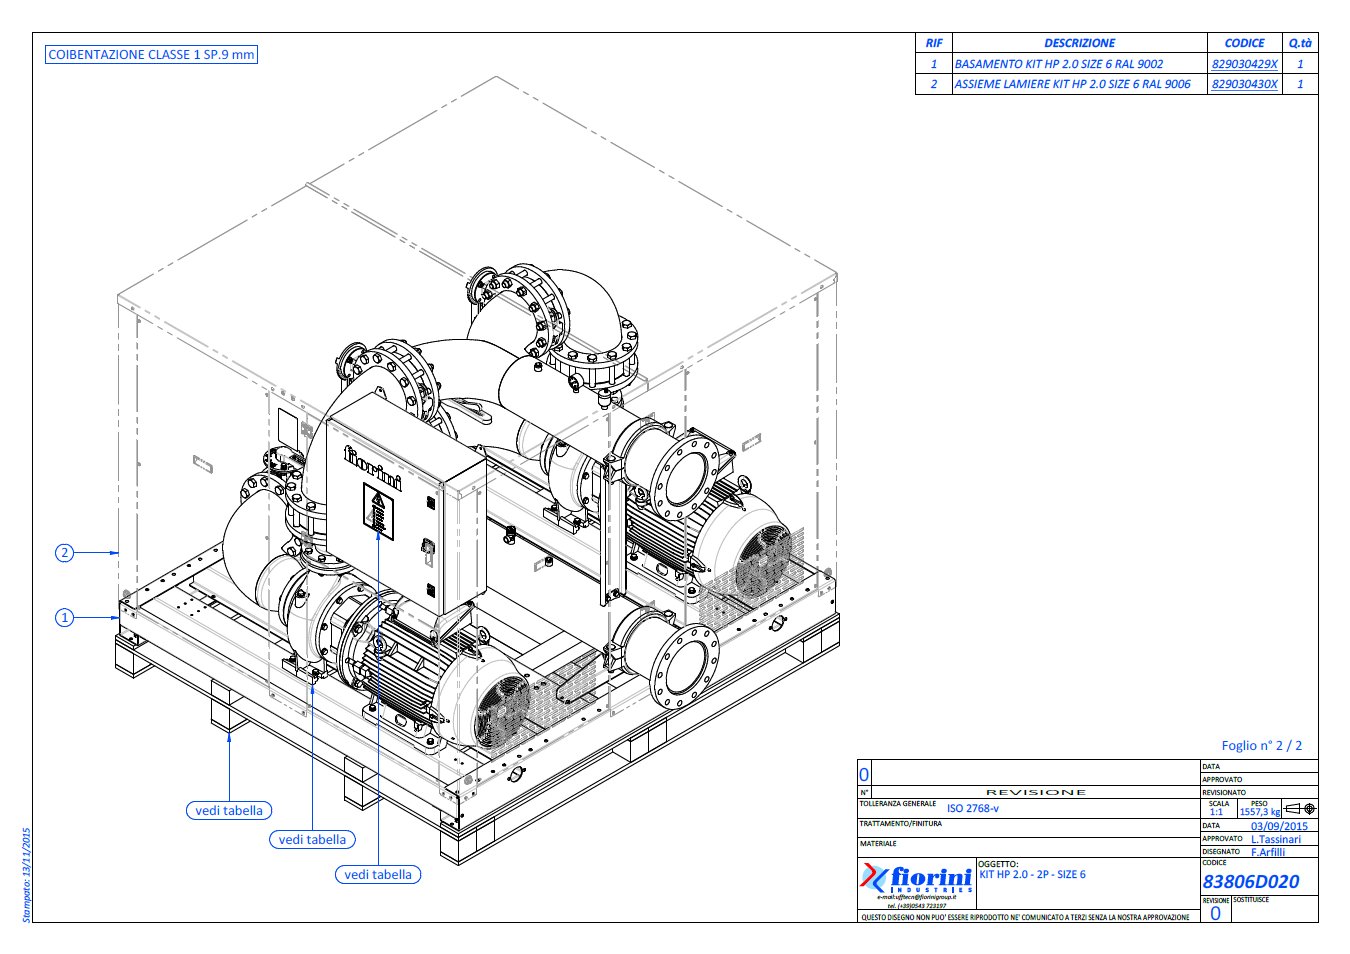 COIBENTAZIONE CLASSE 1 SP.9 mm
RIF DESCRIZIONE CODICE Q.tà
1 BASAMENTO KIT HP 2.0 SIZE 6 RAL 9002 829030429X 1
2 ASSIEME LAMIERE KIT HP 2.0 SIZE 6 RAL 9006 829030430X 1
fiorini
2
1
vedi tabella
vedi tabella
vedi tabella
Stampato: 13/11/2015
Foglio n° 2 / 2
0
N° REVISIONE
DATA
APPROVATO
REVISIONATO
TOLLERANZA GENERALE ISO 2768-v
SCALA 1:1
PESO 1557,3 kg
TRATTAMENTO/FINITURA
DATA 03/09/2015
MATERIALE
APPROVATO L.Tassinari
DISEGNATO F.Arfilli
fiorini
INDUSTRIES
e-mail:ufftecn@fiorinigroup.it
tel. (+39)0543 723197
OGGETTO:
KIT HP 2.0 - 2P - SIZE 6
CODICE
83806D020
REVISIONE SOSTITUISCE
0
QUESTO DISEGNO NON PUO' ESSERE RIPRODOTTO NE' COMUNICATO A TERZI SENZA LA NOSTRA APPROVAZIONE